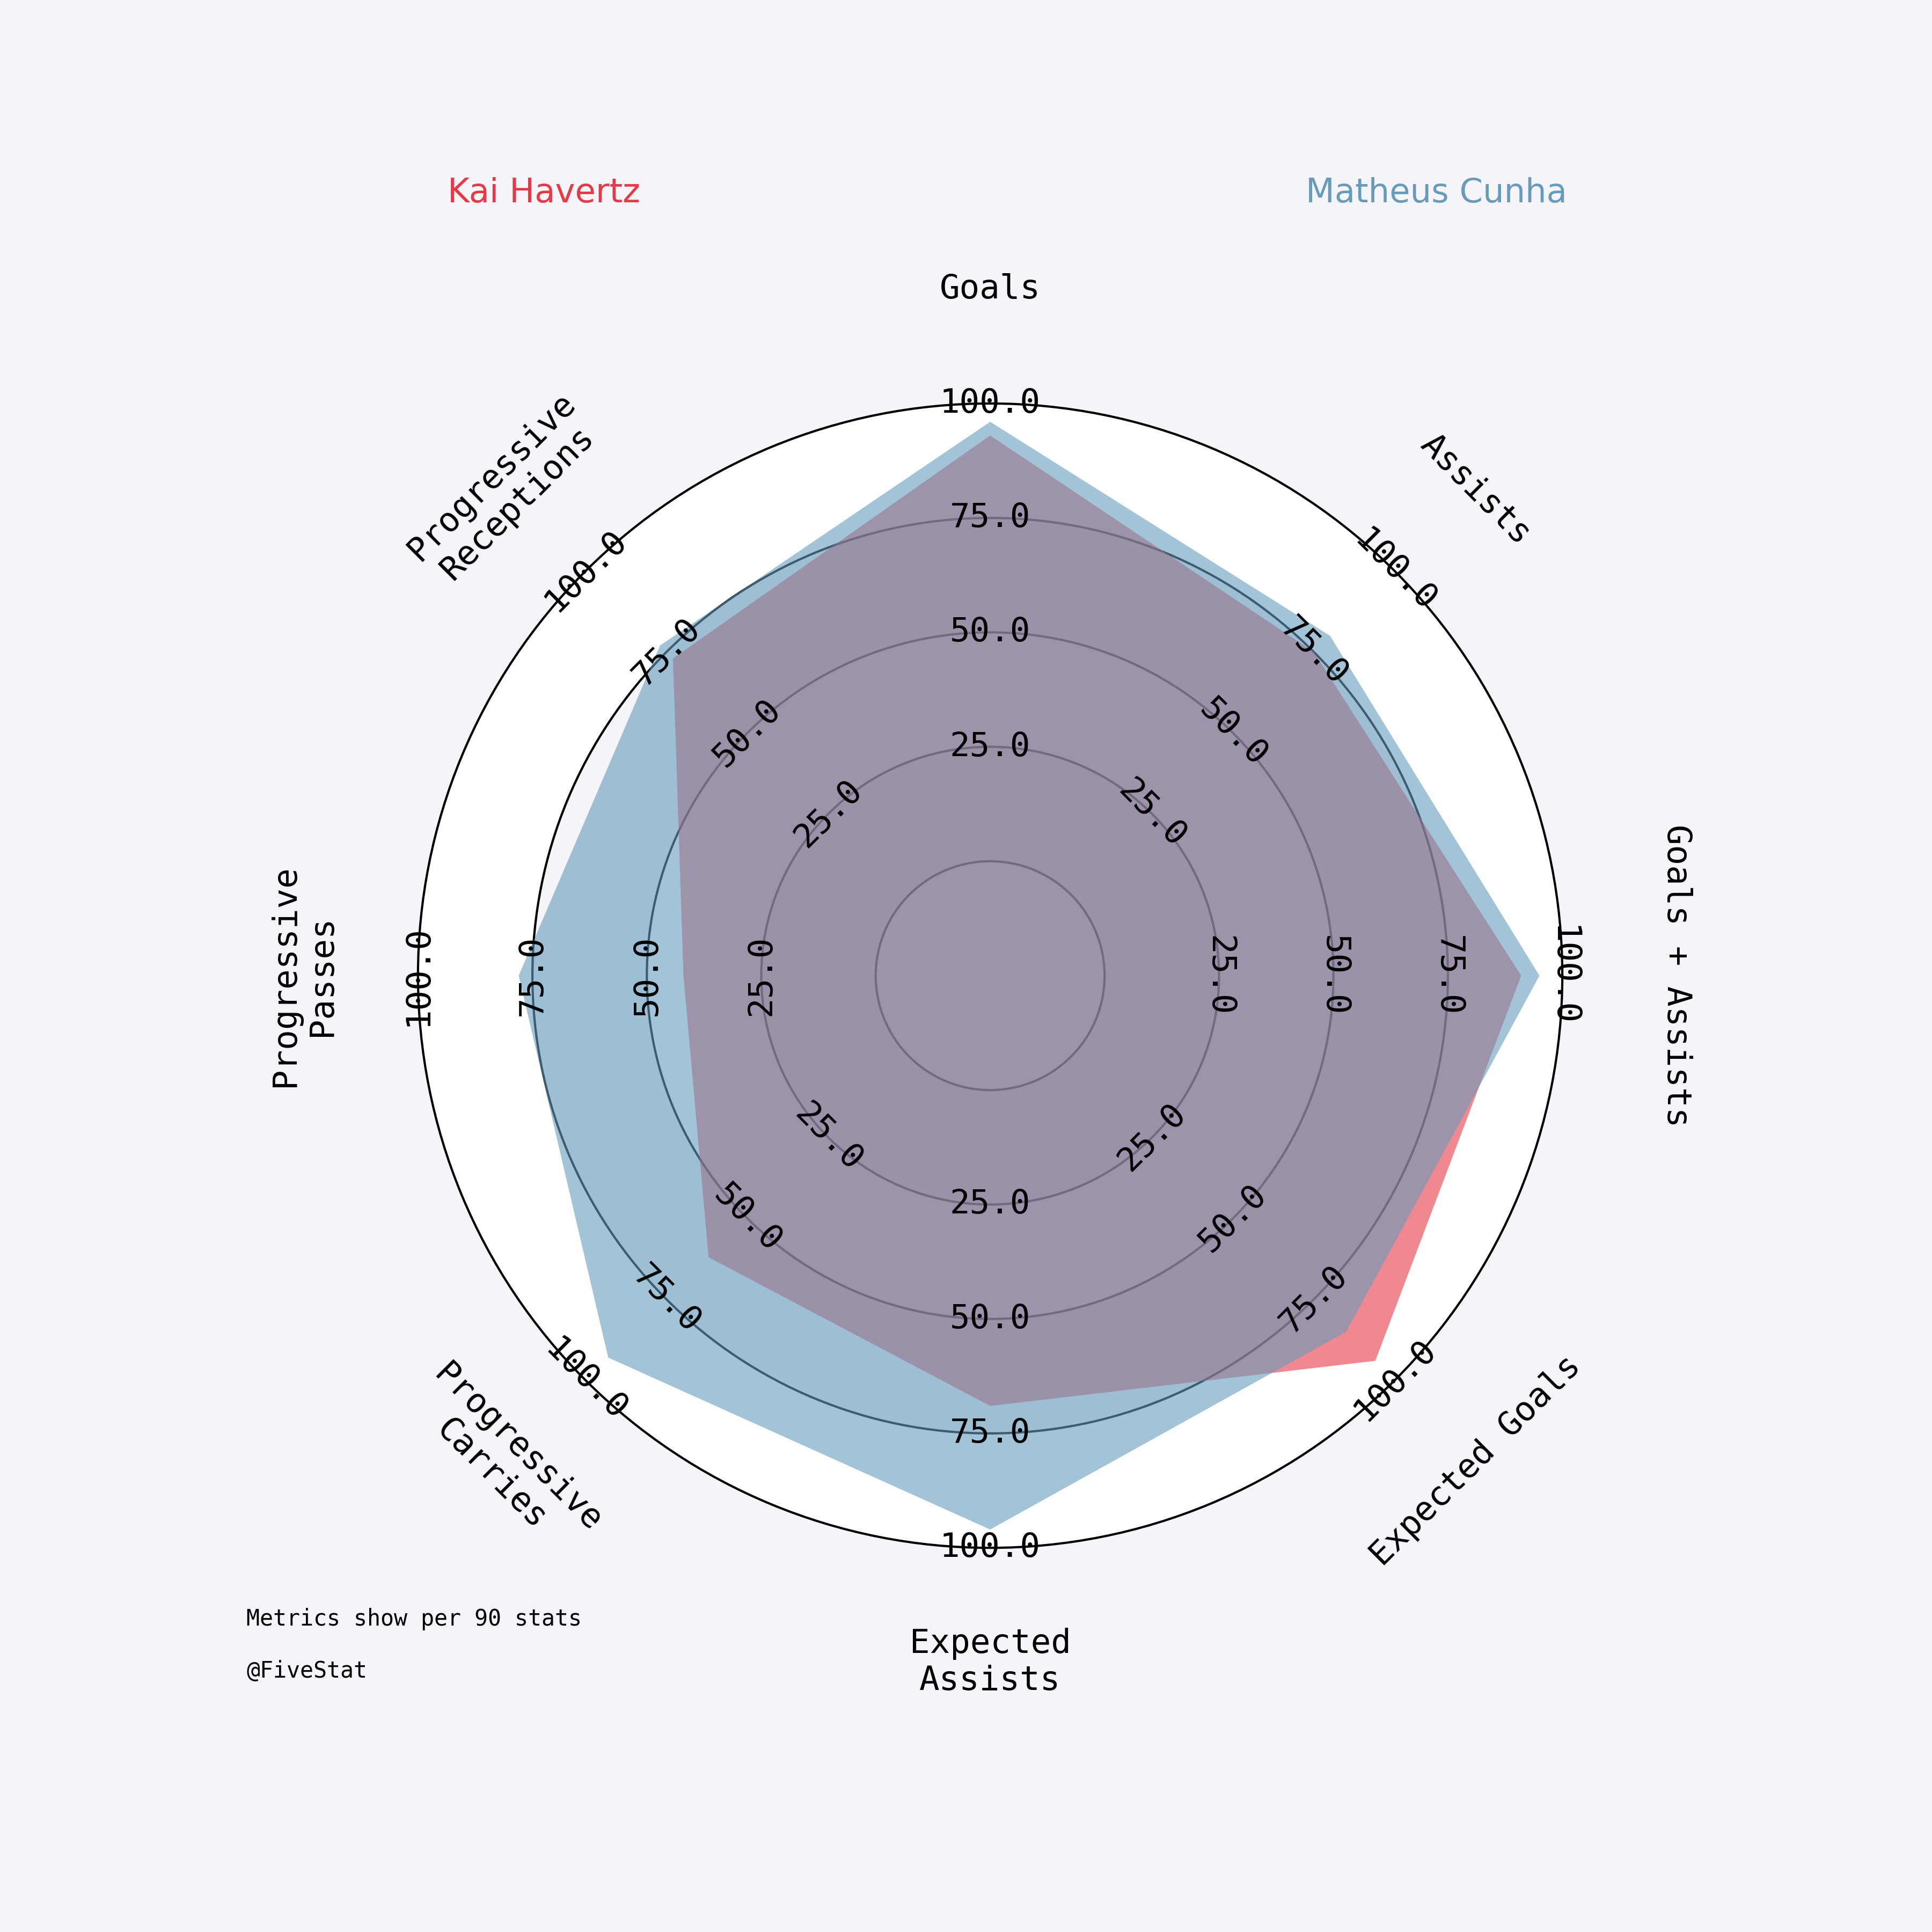 Kai Havertz
Matheus Cunha
Goals
100.0
75.0
50.0
25.0
Assists
100.0
75.0
50.0
25.0
Goals + Assists
100.0
75.0
50.0
25.0
Expected Goals
100.0
75.0
50.0
25.0
Expected
Assists
100.0
75.0
50.0
25.0
Progressive
Carries
100.0
75.0
50.0
25.0
Progressive
Passes
100.0
75.0
50.0
25.0
Progressive
Receptions
100.0
75.0
50.0
25.0
Metrics show per 90 stats
@FiveStat